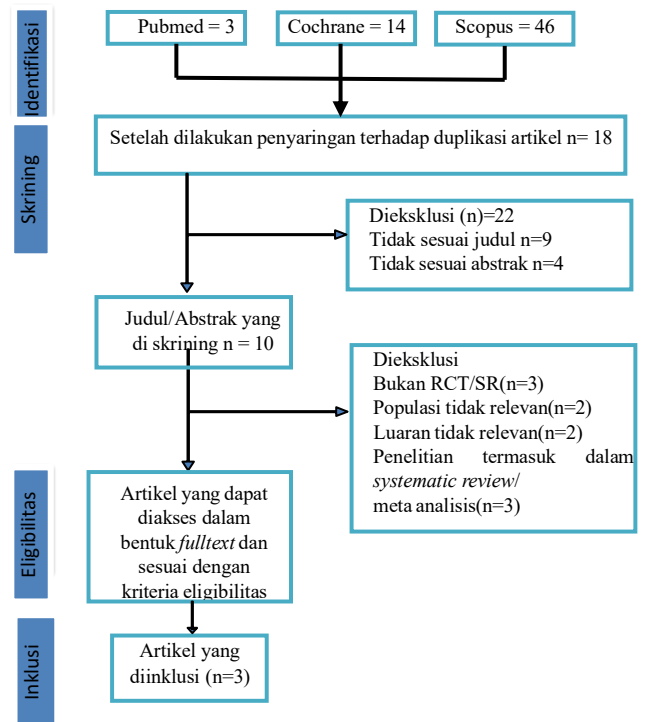 Identifikasi
Pubmed = 3
Cochrane = 14
Scopus = 46
Setelah dilakukan penyaringan terhadap duplikasi artikel n= 18
Skrining
Dieksklusi (n)=22
Tidak sesuai judul n=9
Tidak sesuai abstrak n=4
Judul/Abstrak yang
di skrining n = 10
Dieksklusi
Bukan RCT/SR(n=3)
Populasi tidak relevan(n=2)
Luaran tidak relevan(n=2)
Penelitian termasuk dalam
systematic review/
meta analisis(n=3)
Eligibilitas
Artikel yang dapat
diakses dalam
bentuk fulltext dan
sesuai dengan
kriteria eligibilitas
Inklusi
Artikel yang
diinklusi (n=3)